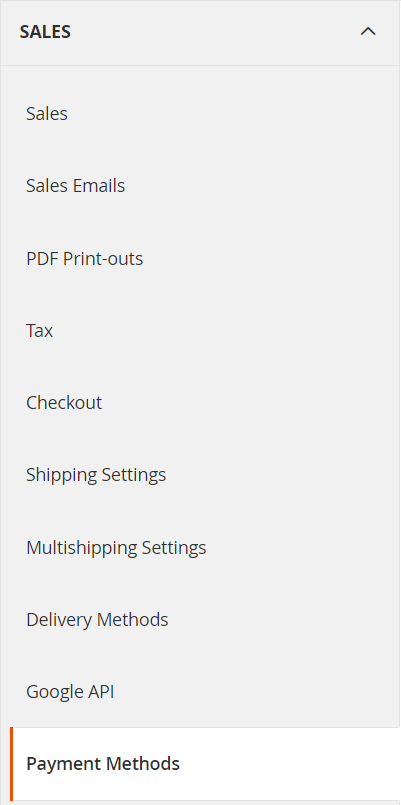 SALES
Sales
Sales Emails
PDF Print-outs
Tax
Checkout
Shipping Settings
Multishipping Settings
Delivery Methods
Google API
Payment Methods